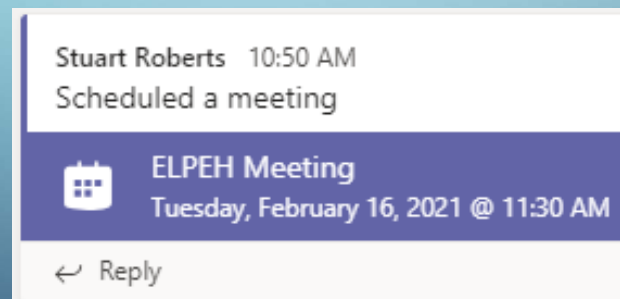 Stuart Roberts 10:50 AM
Scheduled a meeting
ELPEH Meeting
Tuesday, February 16, 2021 @ 11:30 AM
Reply